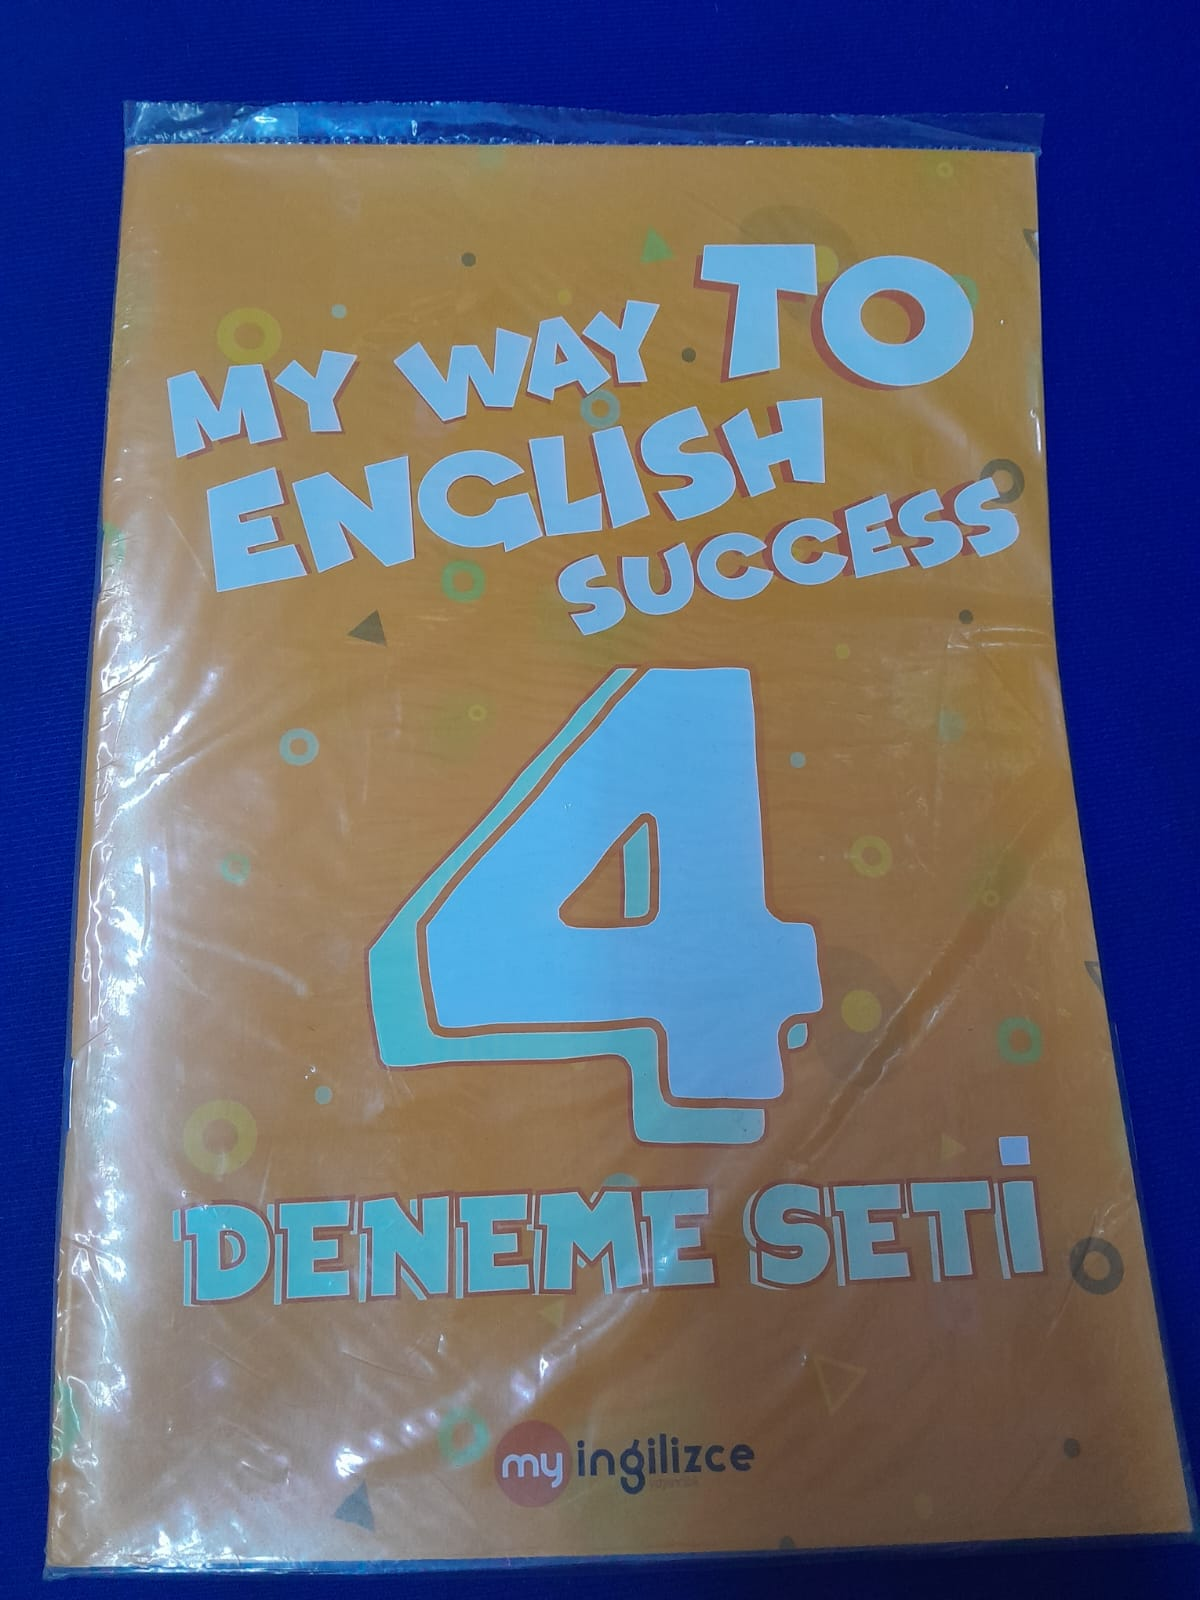 MY WAY TO
ENGLISH
SUCCESS
4
DENEME SETİ
my ingilizce